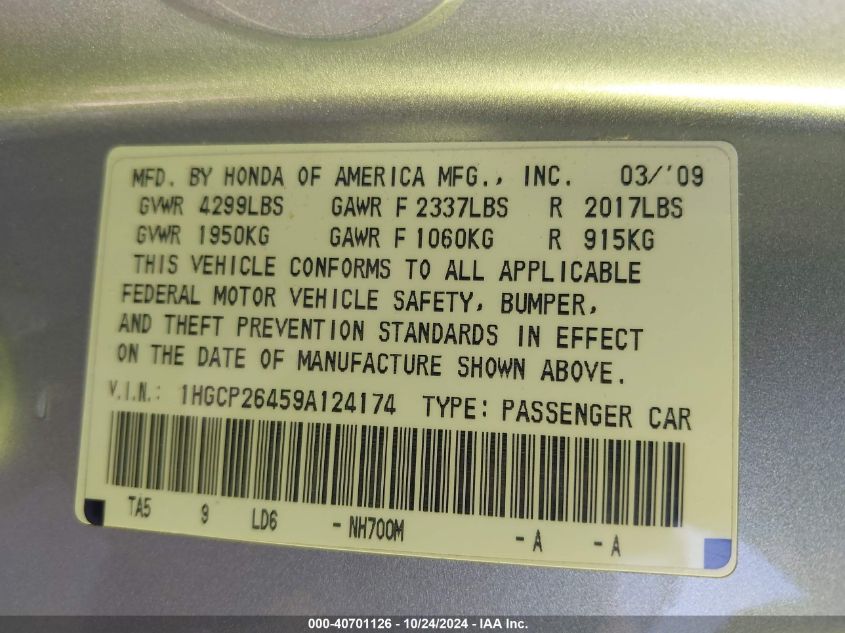 MFD. BY HONDA OF AMERICA MFG., INC. 03/'09
GVWR 4299LBS GAWR F 2337LBS R 2017LBS
GVWR 1950KG GAWR F 1060KG R 915KG
THIS VEHICLE CONFORMS TO ALL APPLICABLE
FEDERAL MOTOR VEHICLE SAFETY, BUMPER,
AND THEFT PREVENTION STANDARDS IN EFFECT
ON THE DATE OF MANUFACTURE SHOWN ABOVE.
V.I.N.: 1HGCP26459A124174 TYPE: PASSENGER CAR
TA5 9 LD6 -NH700M -A -A
000-40701126 - 10/24/2024 - IAA Inc.